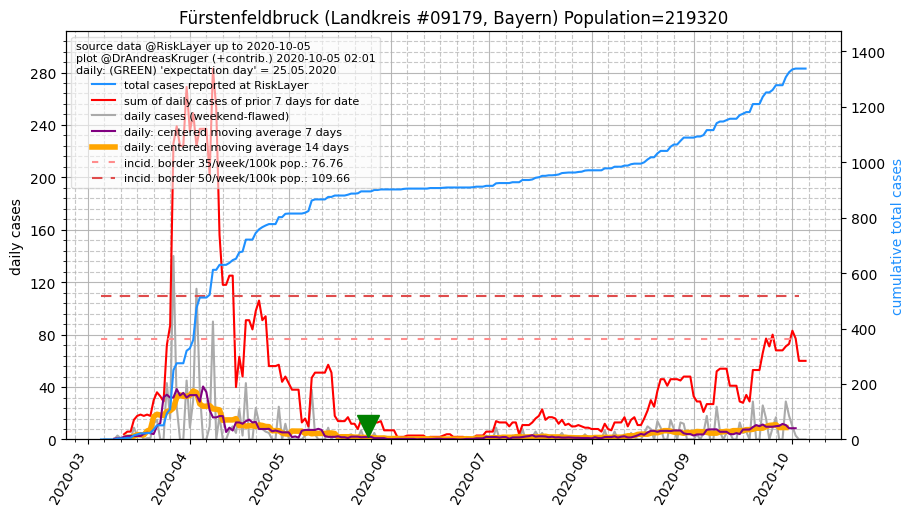 Fürstenfeldbruck (Landkreis #09179, Bayern) Population=219320
source data @RiskLayer up to 2020-10-05
plot @DrAndreasKruger (+contrib.) 2020-10-05 02:01
daily: (GREEN) 'expectation day' = 25.05.2020
total cases reported at RiskLayer
sum of daily cases of prior 7 days for date
daily cases (weekend-flawed)
daily: centered moving average 7 days
daily: centered moving average 14 days
incid. border 35/week/100k pop.: 76.76
incid. border 50/week/100k pop.: 109.66
daily cases
280
240
200
160
120
80
40
0
1400
1200
1000
800
600
400
200
0
cumulative total cases
2020-03
2020-04
2020-05
2020-06
2020-07
2020-08
2020-09
2020-10